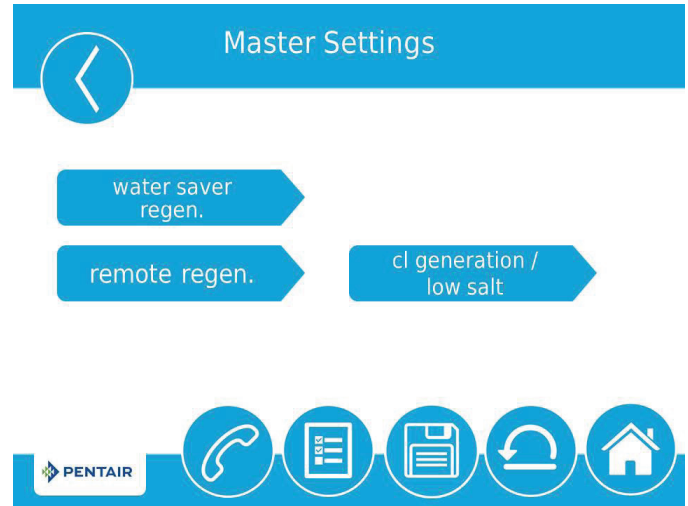 Master Settings
water saver
regen.
remote regen.
cl generation /
low salt
PENTAIR